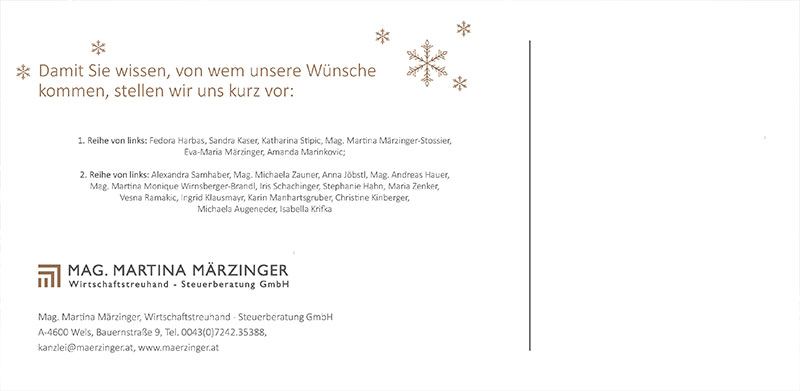 Damit Sie wissen, von wem unsere Wünsche
kommen, stellen wir uns kurz vor:
1. Reihe von links: Fedora Harbas, Sandra Kaser, Katharina Stipic, Mag. Martina Märzinger-Stossier,
Eva-Maria Märzinger, Amanda Marinkovic;
2. Reihe von links: Alexandra Samhaber, Mag. Michaela Zauner, Anna Jöbstl, Mag. Andreas Hauer,
Mag. Martina Monique Wirnsberger-Brandl, Iris Schachinger, Stephanie Hahn, Maria Zenker,
Vesna Ramakic, Ingrid Klausmayr, Karin Manhartsgruber, Christine Kinberger,
Michaela Augeneder, Isabella Krifka
MAG. MARTINA MÄRZINGER
Wirtschaftstreuhand - Steuerberatung GmbH
Mag. Martina Märzinger, Wirtschaftstreuhand - Steuerberatung GmbH
A-4600 Wels, Bauernstraße 9, Tel. 0043(0)7242.35388,
kanzlei@maerzinger.at, www.maerzinger.at